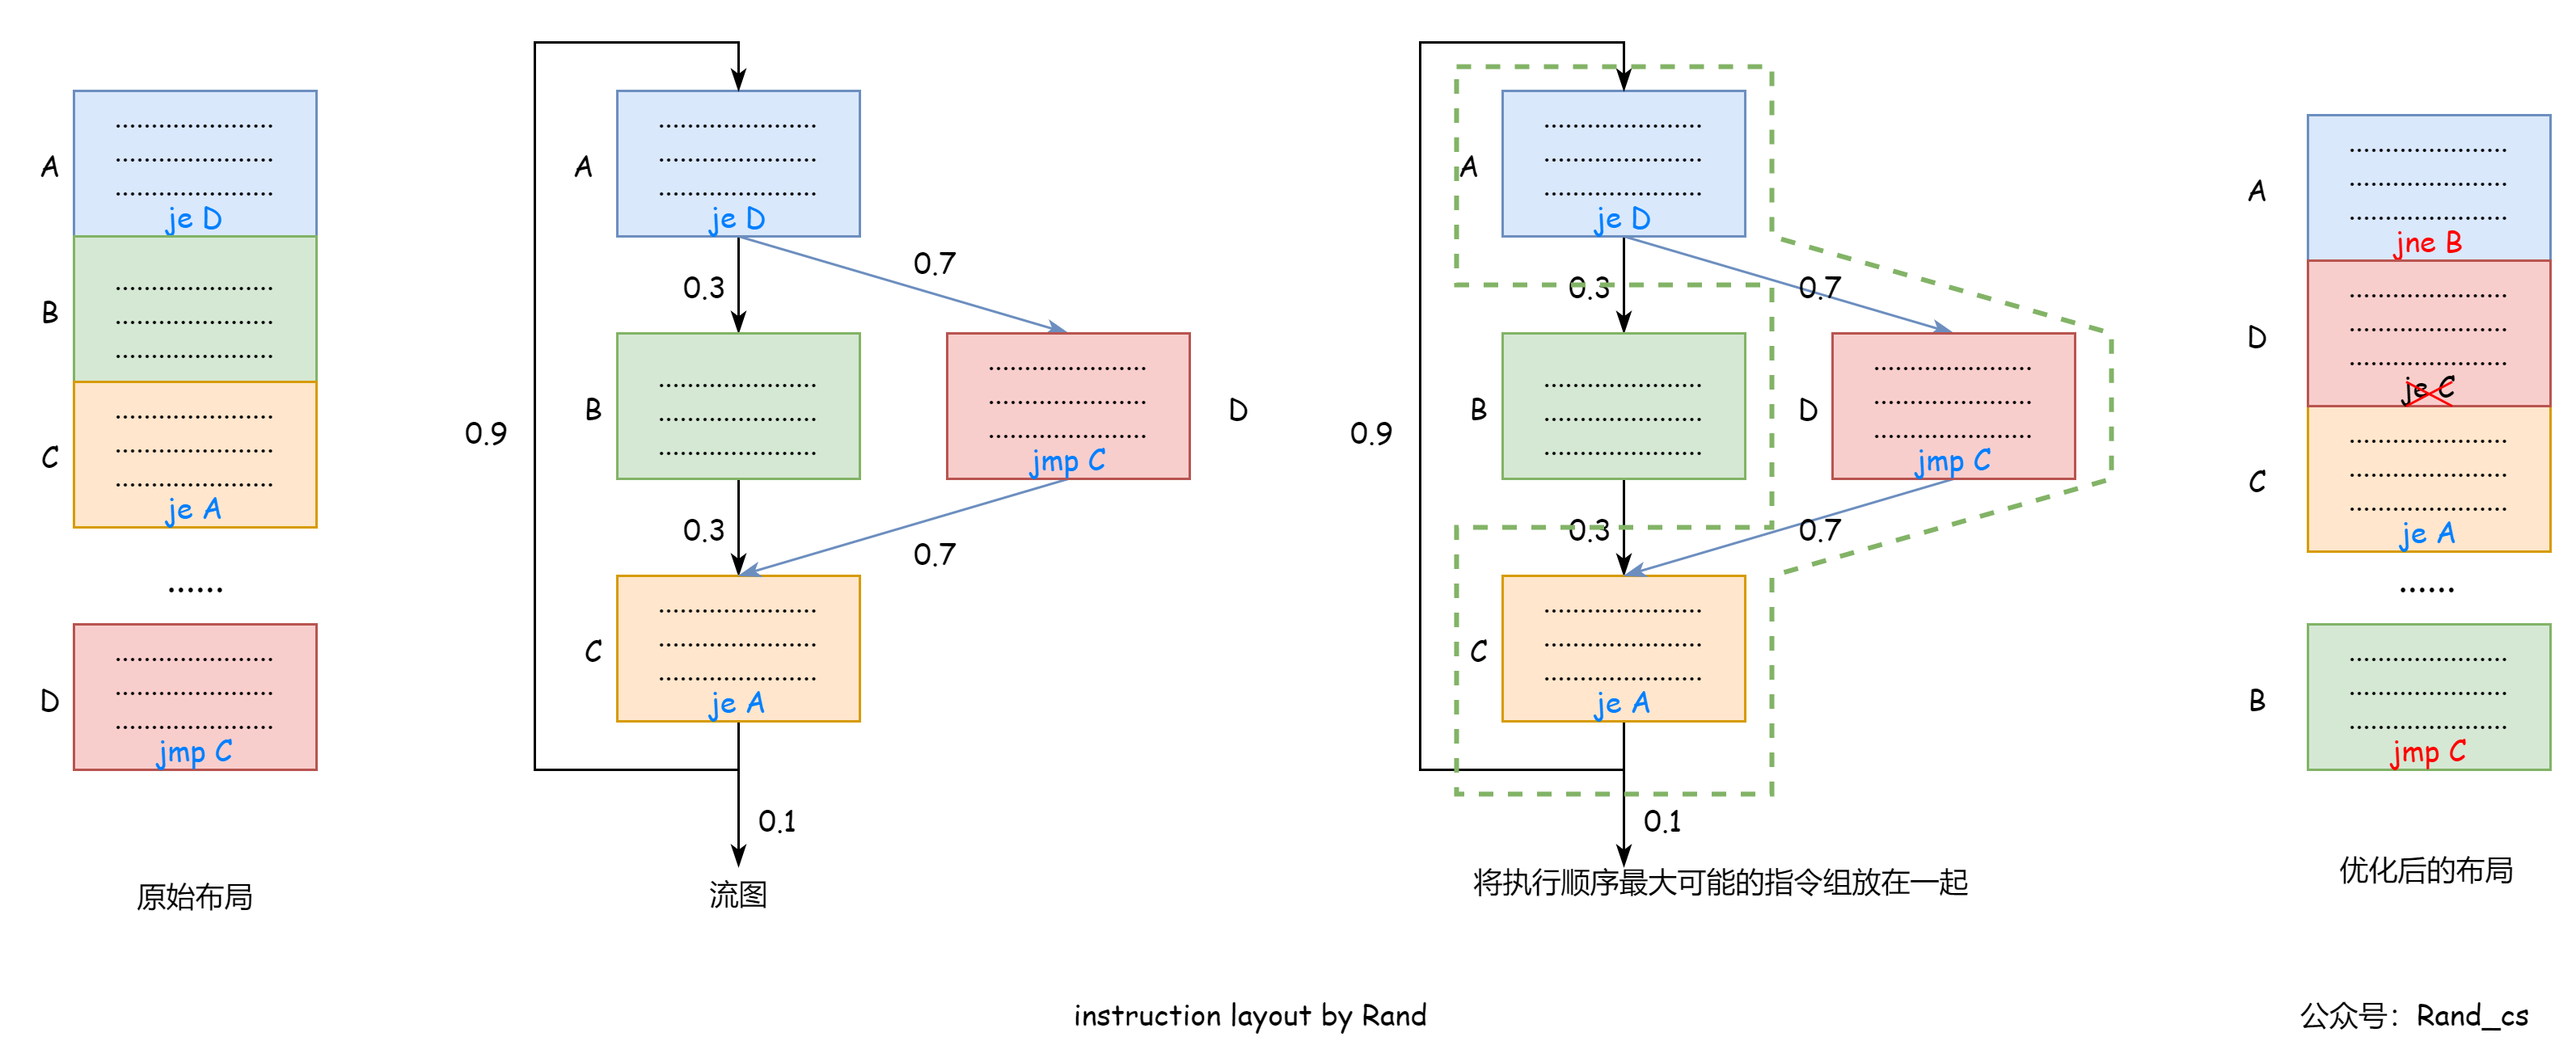 A
je D
B
C
je A
......
D
jmp C
原始布局
A
je D
0.7
0.3
B
D
0.9
jmp C
0.3
0.7
C
je A
0.1
流图
A
je D
0.3
0.7
B
D
0.9
jmp C
0.3
0.7
C
je A
0.1
将执行顺序最大可能的指令组放在一起
A
jne B
D
je C
C
je A
......
B
jmp C
优化后的布局
instruction layout by Rand
公众号：Rand_cs